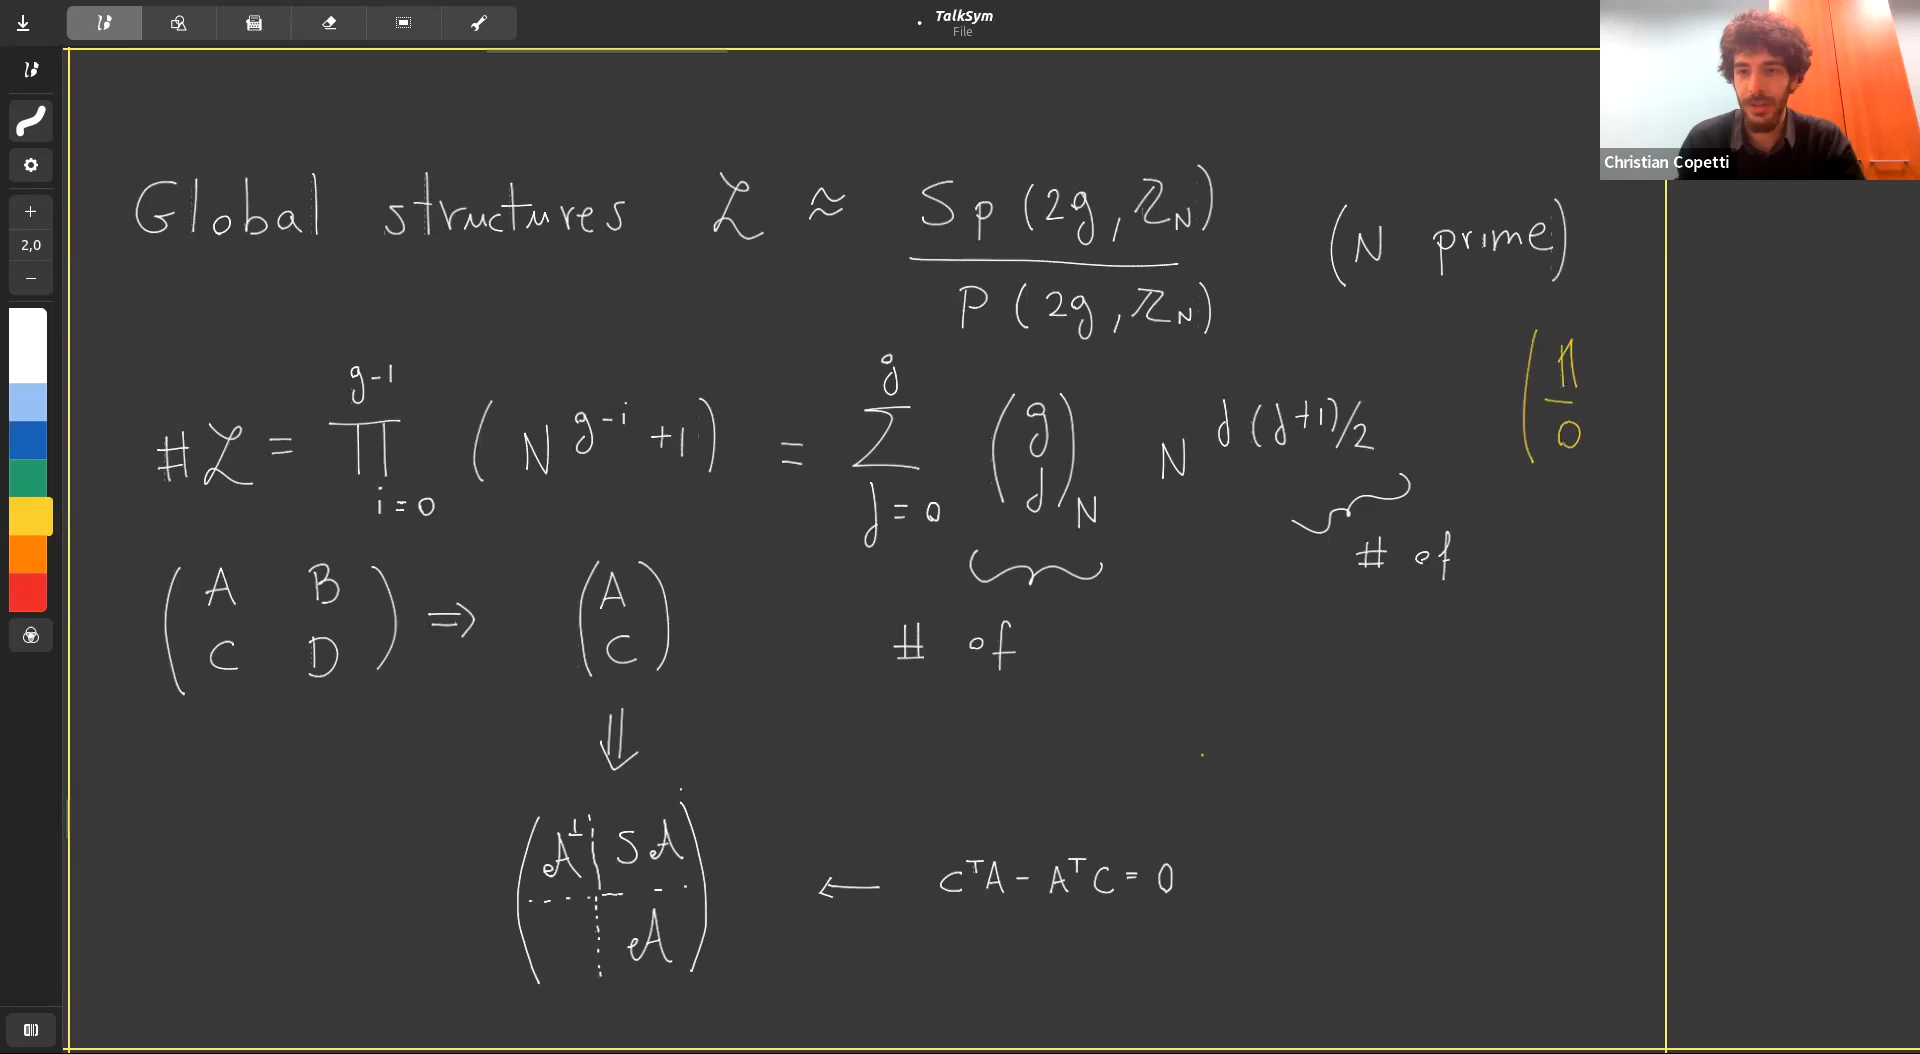 TalkSym
File
Christian Copetti
2,0
Global structures ℒ ≈ Sp(2g, ℤ_N) / P(2g, ℤ_N) (N prime)
#ℒ = ∏_{i=0}^{g-1} (N^{g-i} +1) = ∑_{j=0}^{g} (g j)_N N^{j(j+1)/2}
(𝟙 / 0
# of
(A B
C D) ⇒ (A
C)
# of
⇓
(𝒜^⊥ S𝒜
𝒜) ← C^T A - A^T C = 0